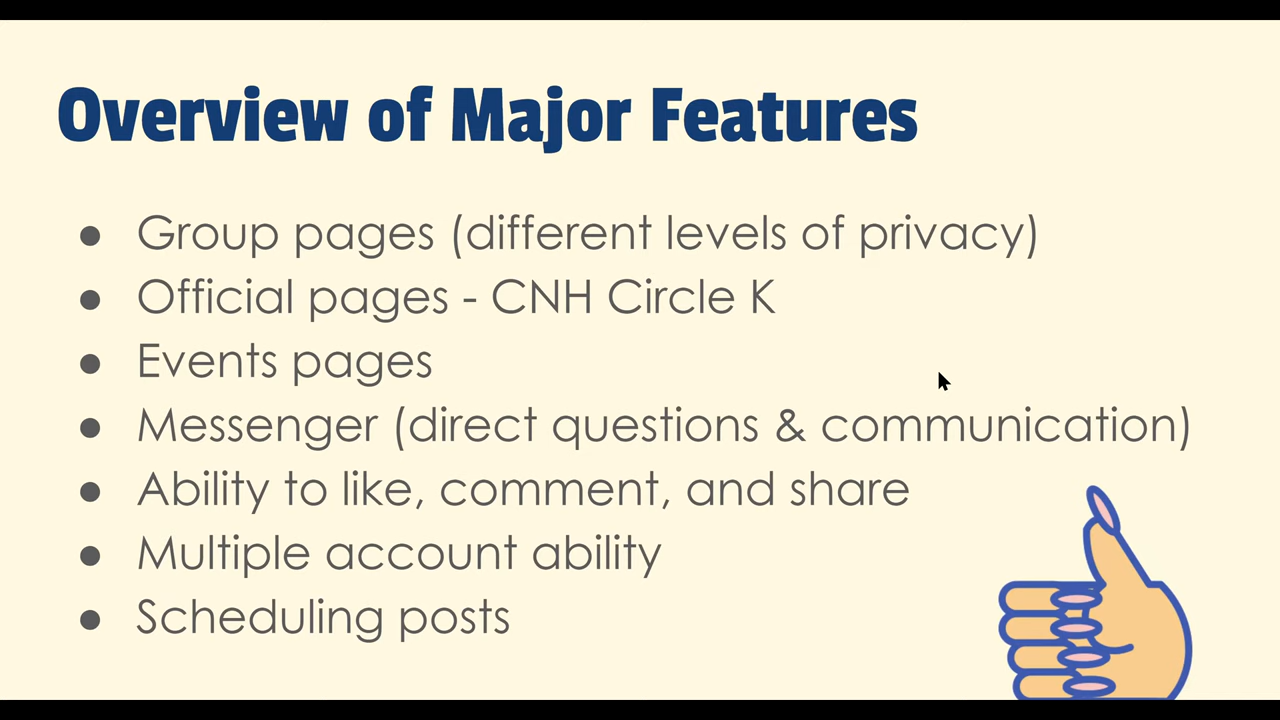 Overview of Major Features
● Group pages (different levels of privacy)
● Official pages - CNH Circle K
● Events pages
● Messenger (direct questions & communication)
● Ability to like, comment, and share
● Multiple account ability
● Scheduling posts